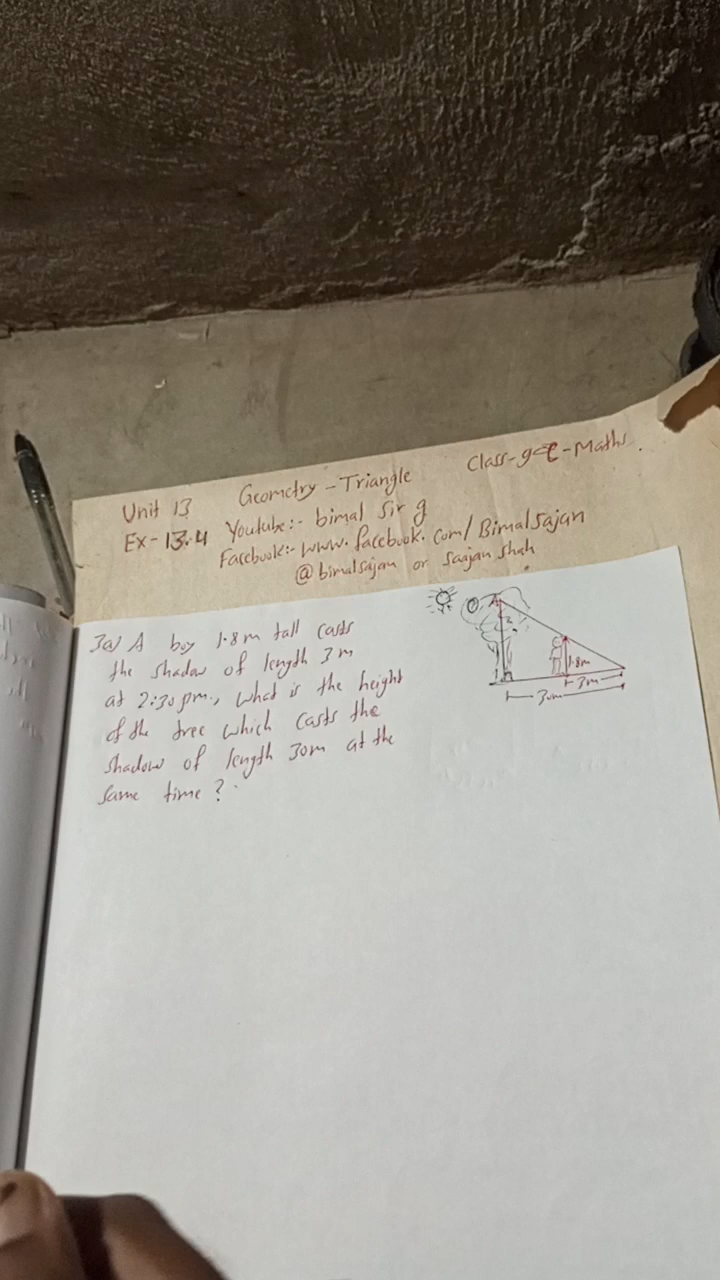 Unit 13 Geometry - Triangle Class-9 - Maths.
Ex-13.4 Youtube:- bimal sir g
Facebook:- www.facebook.com/Bimalsajan
@bimalsajan or sajan shah
3a) A boy 1.8m tall casts
the shadow of length 3m
at 2:30 pm., what is the height
of the tree which casts the
shadow of length 30m at the
same time?
1.8m
3m
30m